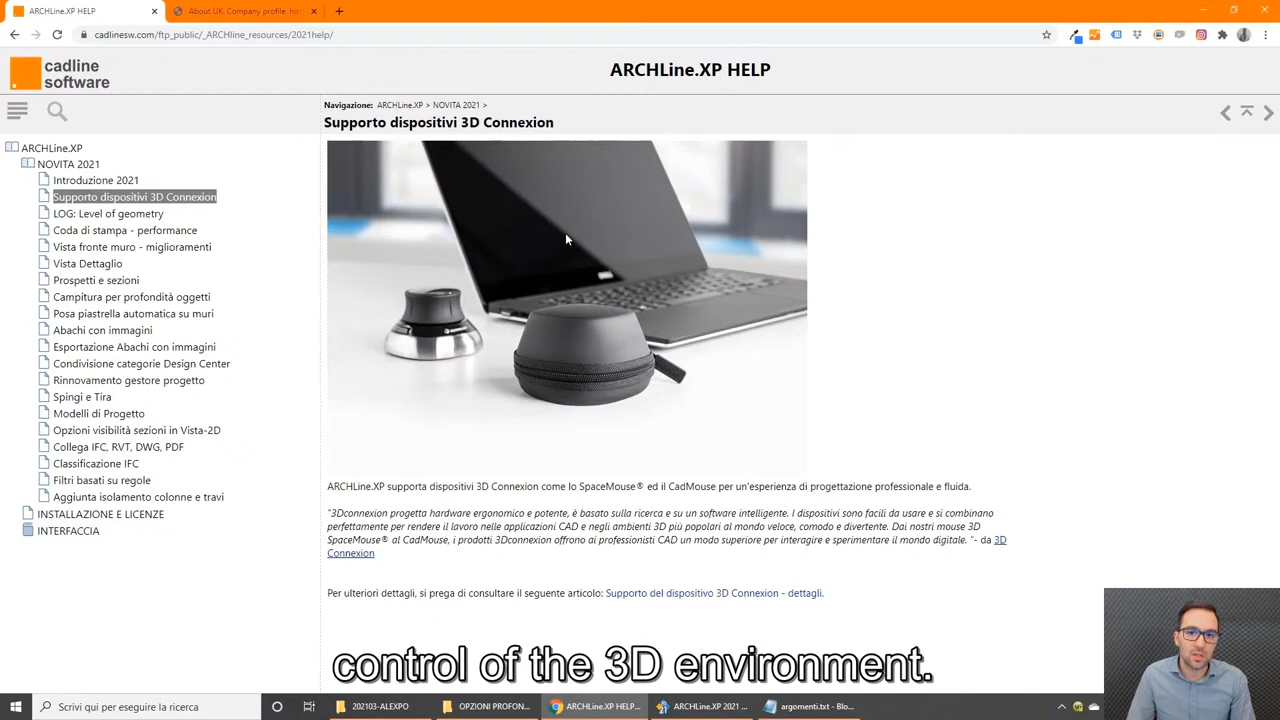 ARCHLine.XP HELP
About UK: Company profile, his
cadlinesw.com/ftp_public/_ARCHline_resources/2021help/
cadline
software
ARCHLine.XP HELP
Navigazione: ARCHLine.XP > NOVITA 2021 >
Supporto dispositivi 3D Connexion
ARCHLine.XP
NOVITA 2021
Introduzione 2021
Supporto dispositivi 3D Connexion
LOG: Level of geometry
Coda di stampa - performance
Vista fronte muro - miglioramenti
Vista Dettaglio
Prospetti e sezioni
Campitura per profondità oggetti
Posa piastrella automatica su muri
Abachi con immagini
Esportazione Abachi con immagini
Condivisione categorie Design Center
Rinnovamento gestore progetto
Spingi e Tira
Modelli di Progetto
Opzioni visibilità sezioni in Vista-2D
Collega IFC, RVT, DWG, PDF
Classificazione IFC
Filtri basati su regole
Aggiunta isolamento colonne e travi
INSTALLAZIONE E LICENZE
INTERFACCIA
ARCHLine.XP supporta dispositivi 3D Connexion come lo SpaceMouse® ed il CadMouse per un'esperienza di progettazione professionale e fluida.
"3Dconnexion progetta hardware ergonomico e potente, è basato sulla ricerca e su un software intelligente. I dispositivi sono facili da usare e si combinano
perfettamente per rendere il lavoro nelle applicazioni CAD e negli ambienti 3D più popolari al mondo veloce, comodo e divertente. Dai nostri mouse 3D
SpaceMouse® al CadMouse, i prodotti 3Dconnexion offrono ai professionisti CAD un modo superiore per interagire e sperimentare il mondo digitale. "- da 3D
Connexion
Per ulteriori dettagli, si prega di consultare il seguente articolo: Supporto del dispositivo 3D Connexion - dettagli.
control of the 3D environment.
Scrivi qui per eseguire la ricerca
202103-ALEXPO
OPZIONI PROFON...
ARCHLine.XP HELP...
ARCHLine.XP 2021 ...
argomenti.txt - Blo...